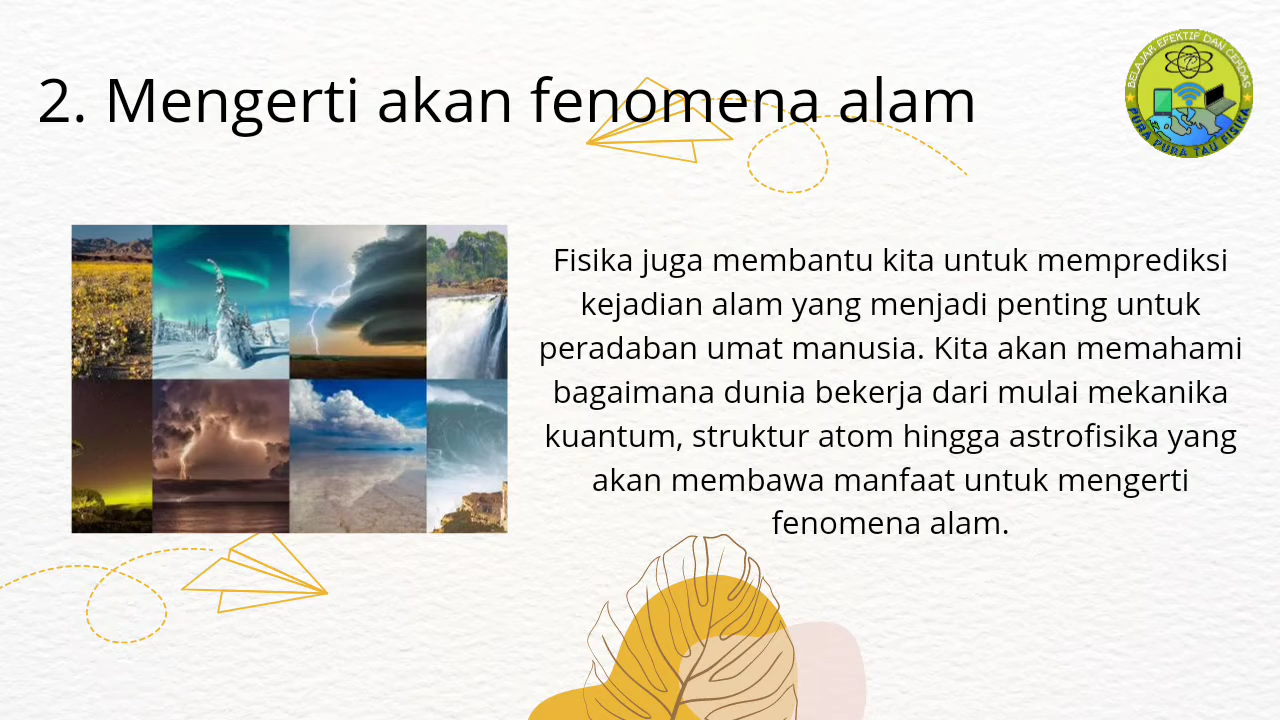 2. Mengerti akan fenomena alam
BELAJAR EFEKTIF DAN CERDAS
PURA PURA TAU FISIKA
Fisika juga membantu kita untuk memprediksi
kejadian alam yang menjadi penting untuk
peradaban umat manusia. Kita akan memahami
bagaimana dunia bekerja dari mulai mekanika
kuantum, struktur atom hingga astrofisika yang
akan membawa manfaat untuk mengerti
fenomena alam.